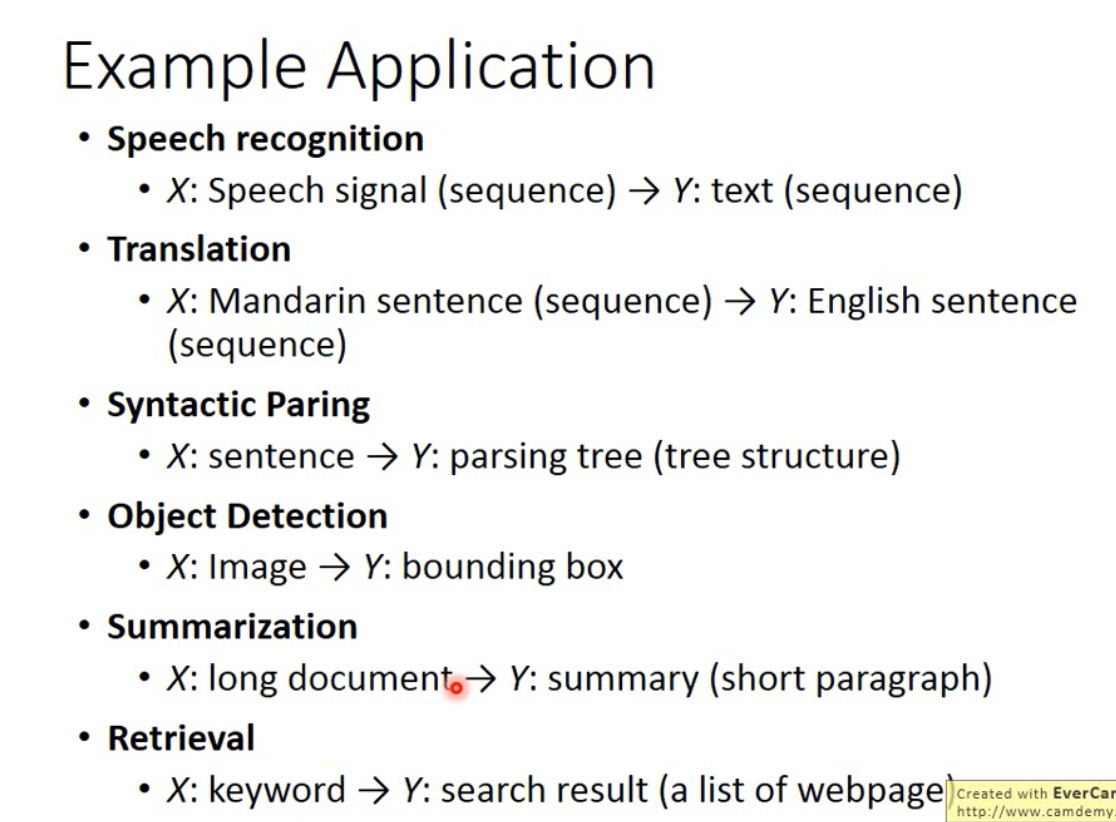 Example Application
• Speech recognition
• X: Speech signal (sequence) → Y: text (sequence)
• Translation
• X: Mandarin sentence (sequence) → Y: English sentence
(sequence)
• Syntactic Paring
• X: sentence → Y: parsing tree (tree structure)
• Object Detection
• X: Image → Y: bounding box
• Summarization
• X: long document → Y: summary (short paragraph)
• Retrieval
• X: keyword → Y: search result (a list of webpage)
Created with EverCa
http://www.camdemy.